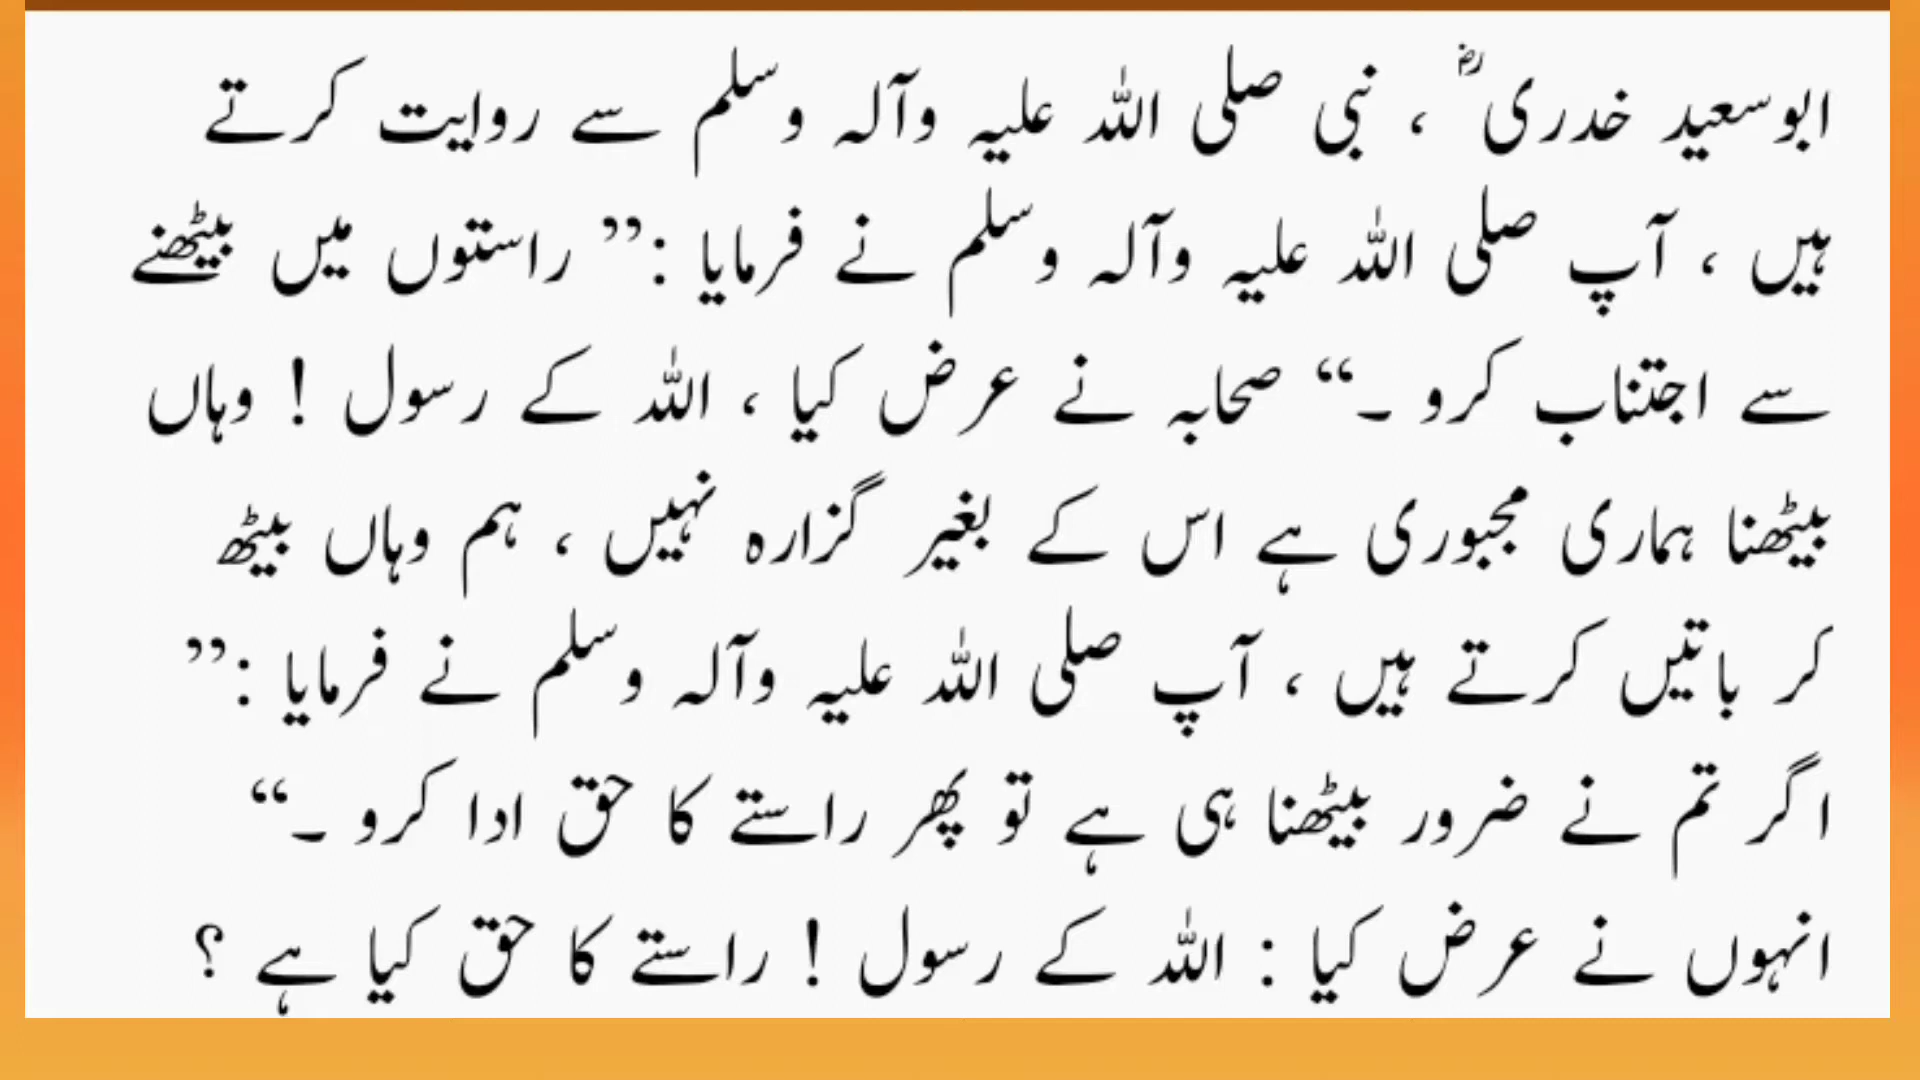 ابوسعید خدریؓ ، نبی صلی اللہ علیہ وآلہ وسلم سے روایت کرتے
ہیں ، آپ صلی اللہ علیہ وآلہ وسلم نے فرمایا :’’ راستوں میں بیٹھنے
سے اجتناب کرو ۔‘‘ صحابہ نے عرض کیا ، اللہ کے رسول ! وہاں
بیٹھنا ہماری مجبوری ہے اس کے بغیر گزارہ نہیں ، ہم وہاں بیٹھ
کر باتیں کرتے ہیں ، آپ صلی اللہ علیہ وآلہ وسلم نے فرمایا :’’
اگر تم نے ضرور بیٹھنا ہی ہے تو پھر راستے کا حق ادا کرو ۔‘‘
انہوں نے عرض کیا : اللہ کے رسول ! راستے کا حق کیا ہے ؟